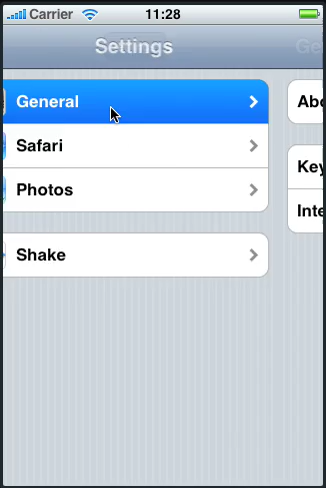 Carrier 11:28
Settings Ge
General
Safari
Photos
Shake
Abo
Key
Inte